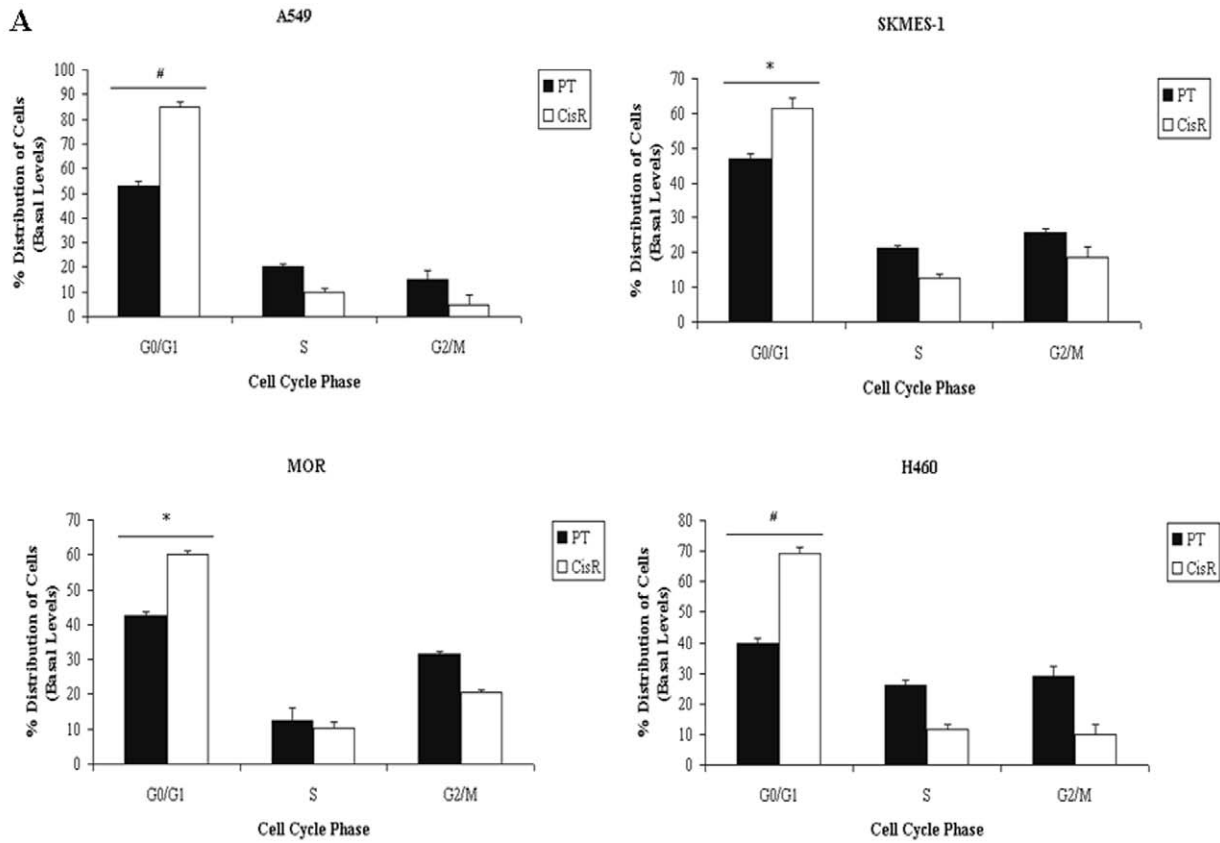 A
A549
% Distribution of Cells
(Basal Levels)
100
90
80
70
60
50
40
30
20
10
0
#
PT
CisR
G0/G1 S G2/M
Cell Cycle Phase
SKMES-1
% Distribution of Cells
(Basal Levels)
70
60
50
40
30
20
10
0
*
PT
CisR
G0/G1 S G2/M
Cell Cycle Phase
MOR
% Distribution of Cells
(Basal Levels)
70
60
50
40
30
20
10
0
*
PT
CisR
G0/G1 S G2/M
Cell Cycle Phase
H460
% Distribution of Cells
(Basal Levels)
80
70
60
50
40
30
20
10
0
#
PT
CisR
G0/G1 S G2/M
Cell Cycle Phase